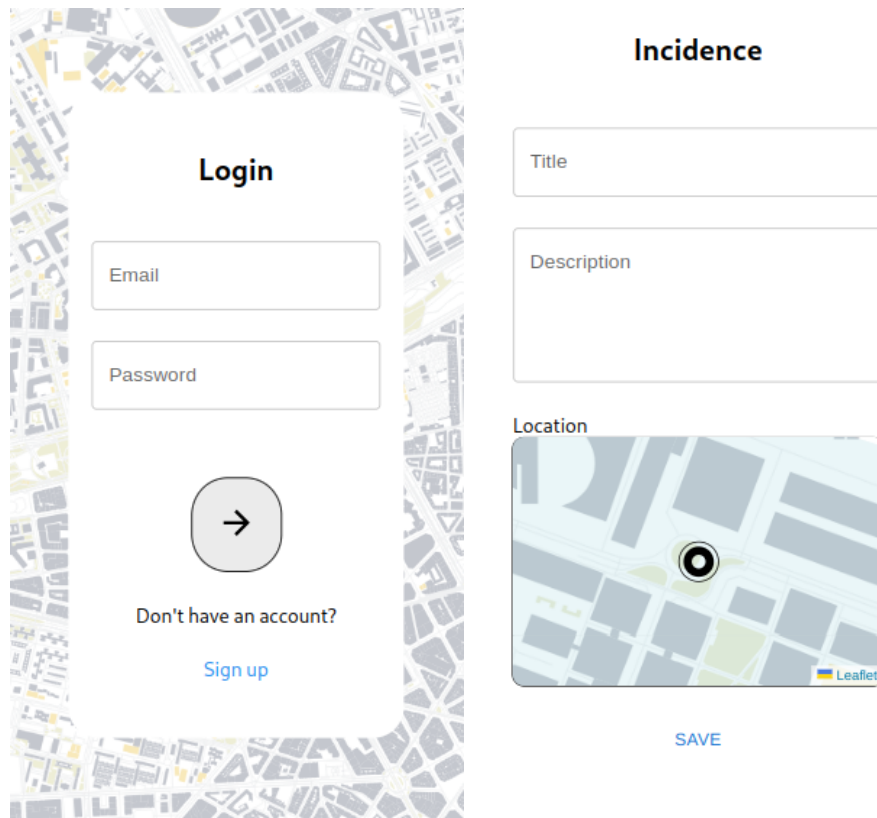 Login
Email
Password
Don't have an account?
Sign up
Incidence
Title
Description
Location
Leaflet
SAVE